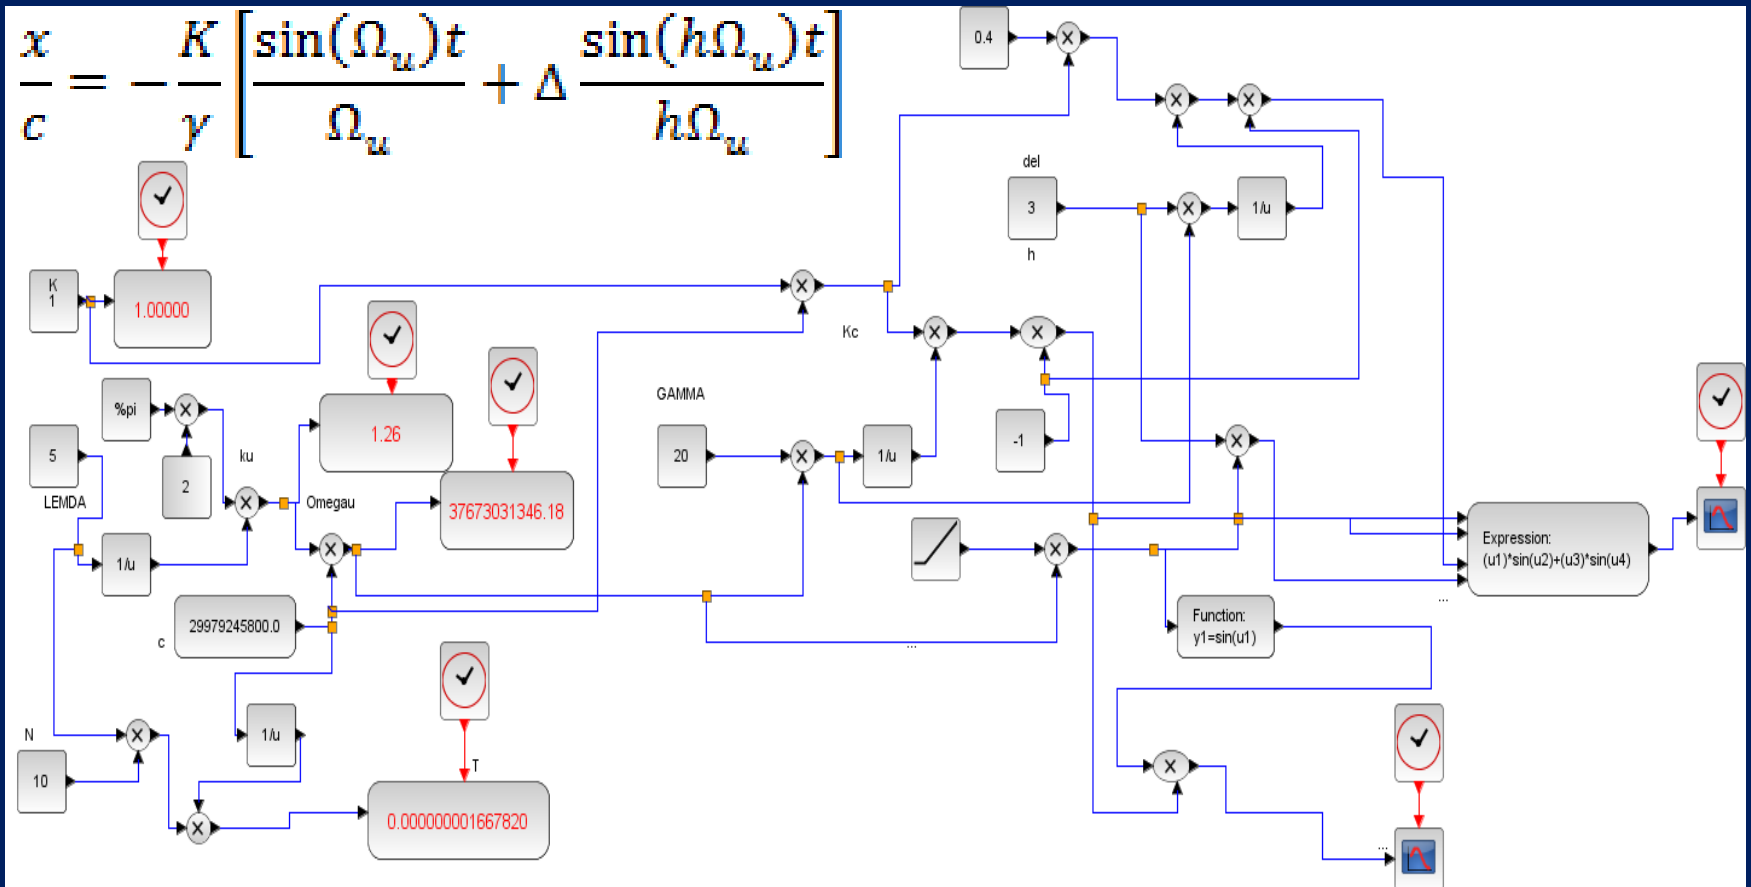 x/c = −K/γ [sin(Ω_u)t/Ω_u + Δ sin(hΩ_u)t/hΩ_u]
0.4
del
3
1/u
h
K
1
1.00000
Kc
%pi
1.26
GAMMA
5
ku
20
1/u
-1
2
LEMDA
Omegau
37673031346.18
Expression:
(u1)*sin(u2)+(u3)*sin(u4)
1/u
...
29979245800.0
Function:
y1=sin(u1)
c
...
N
1/u
T
10
0.000000001667820
...